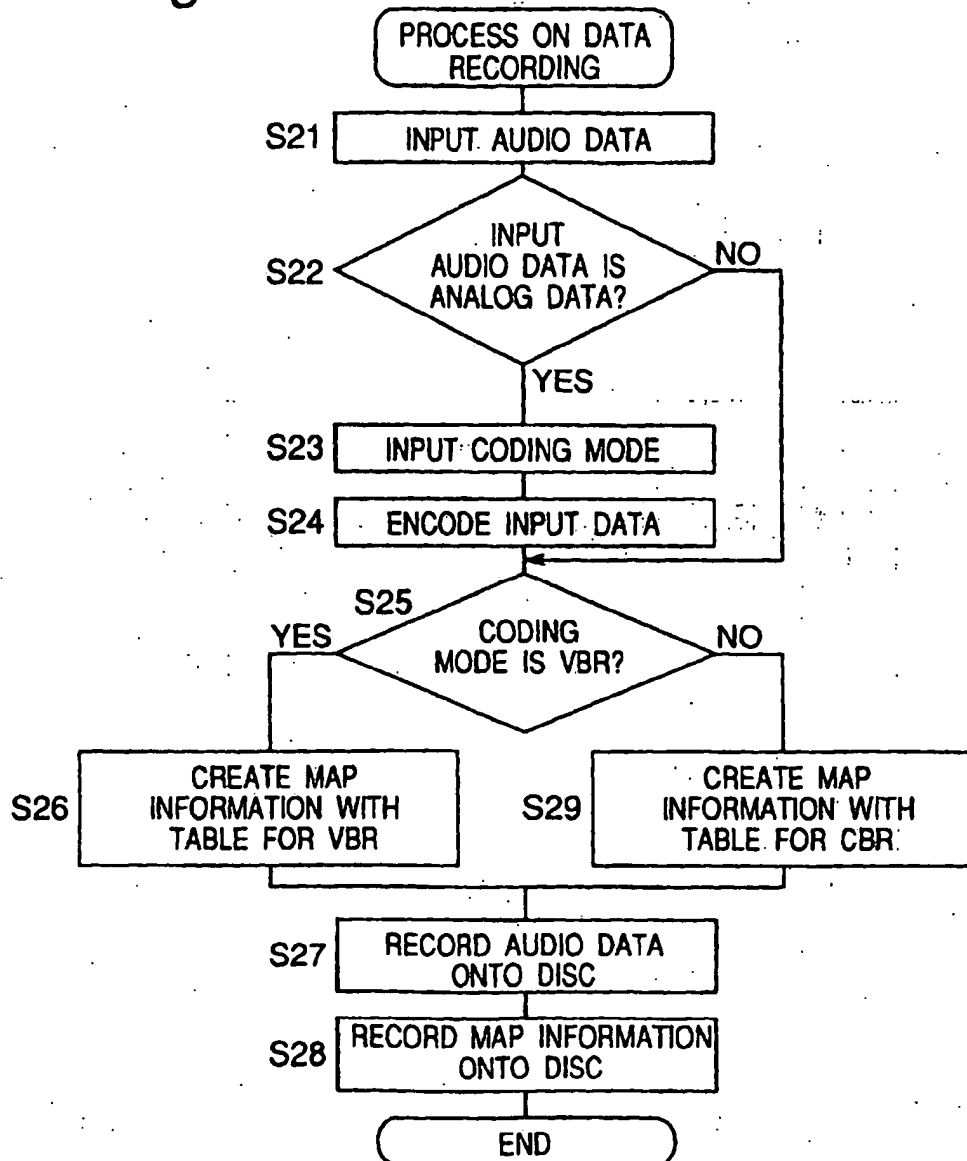 PROCESS ON DATA
RECORDING
S21
INPUT AUDIO DATA
S22
INPUT
AUDIO DATA IS
ANALOG DATA?
NO
YES
S23
INPUT CODING MODE
S24
ENCODE INPUT DATA
S25
YES
CODING
MODE IS VBR?
NO
S26
CREATE MAP
INFORMATION WITH
TABLE FOR VBR
S29
CREATE MAP
INFORMATION WITH
TABLE FOR CBR
S27
RECORD AUDIO DATA
ONTO DISC
S28
RECORD MAP INFORMATION
ONTO DISC
END